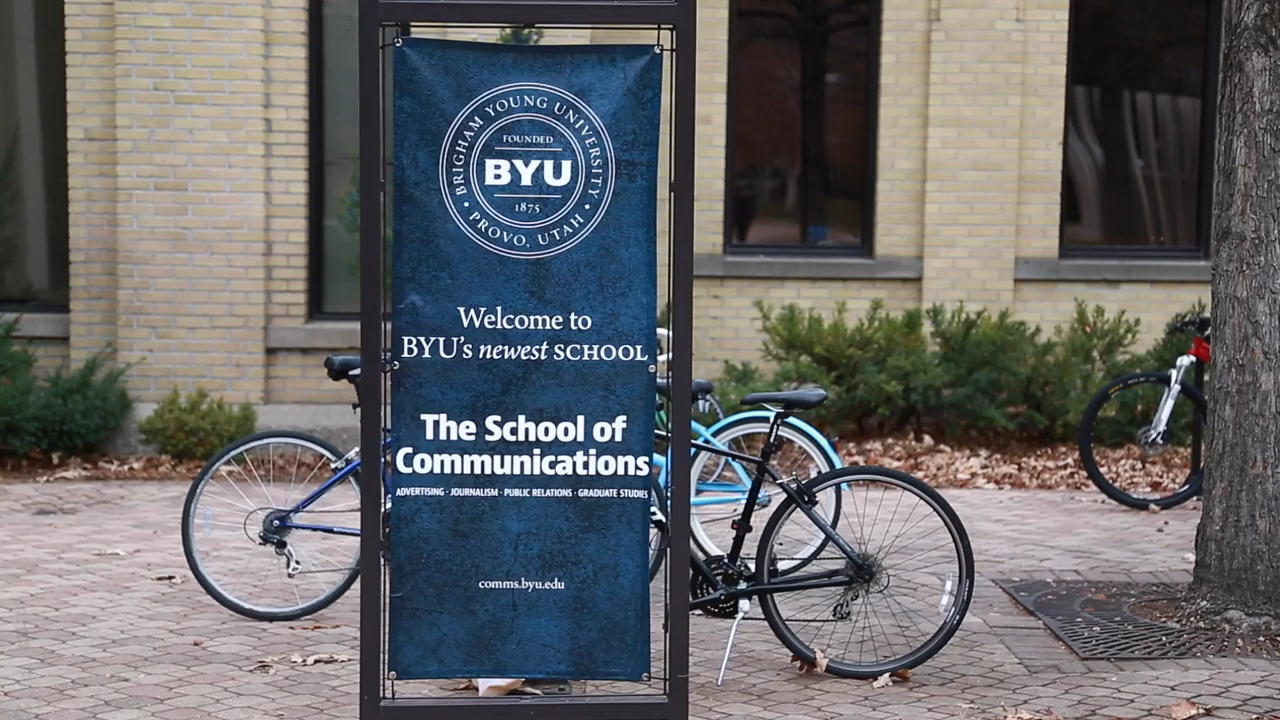 BRIGHAM YOUNG UNIVERSITY
FOUNDED
BYU
1875
• PROVO, UTAH •
Welcome to
BYU's newest SCHOOL
The School of
Communications
ADVERTISING · JOURNALISM · PUBLIC RELATIONS · GRADUATE STUDIES
comms.byu.edu